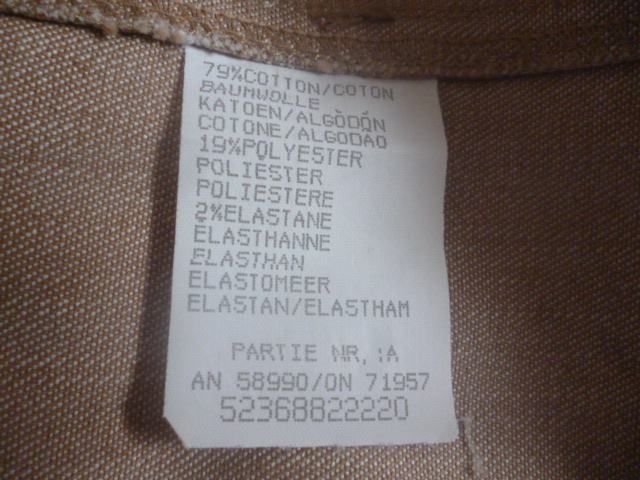 79%COTTON/COTON
BAUMWOLLE
KATOEN/ALGODÓN
COTONE/ALGODAO
19%POLYESTER
POLIESTER
POLIESTERE
2%ELASTANE
ELASTHANNE
ELASTHAN
ELASTOMEER
ELASTAN/ELASTHAM
PARTIE NR. :A
AN 58990/ON 71957
52368822220